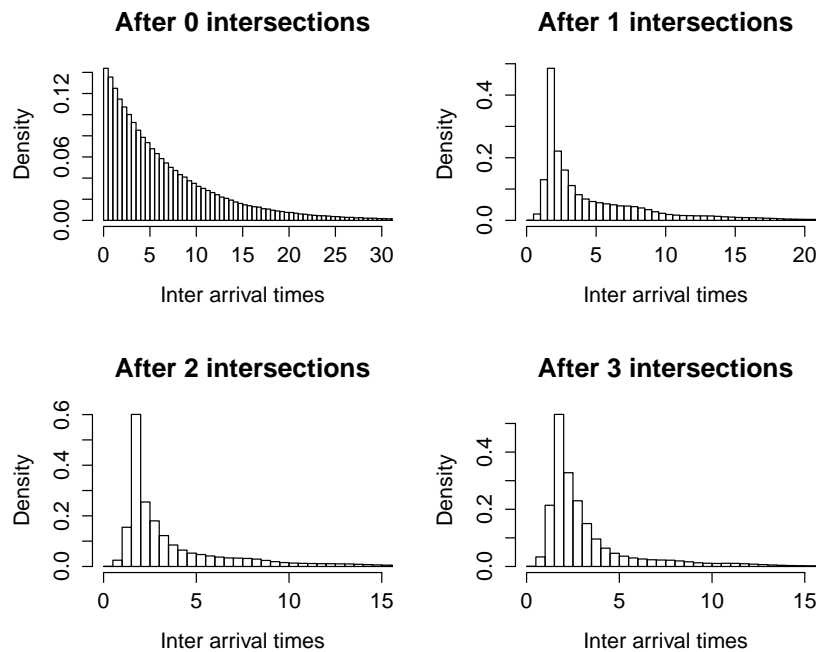 After 0 intersections
Density
0.00 0.06 0.12
0 5 10 15 20 25 30
Inter arrival times
After 1 intersections
Density
0.0 0.2 0.4
0 5 10 15 20
Inter arrival times
After 2 intersections
Density
0.0 0.2 0.4 0.6
0 5 10 15
Inter arrival times
After 3 intersections
Density
0.0 0.2 0.4
0 5 10 15
Inter arrival times